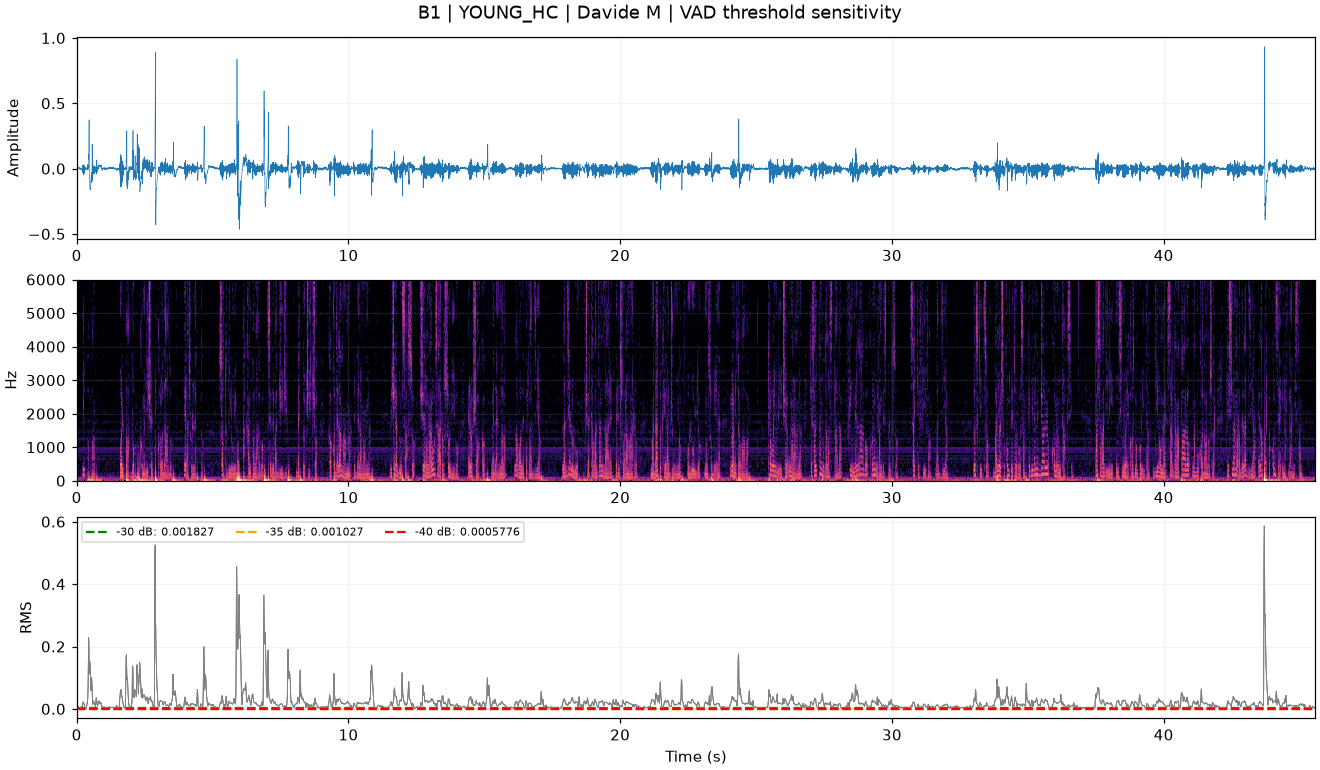 B1 | YOUNG_HC | Davide M | VAD threshold sensitivity
1.0
0.5
0.0
−0.5
Amplitude
0 10 20 30 40
6000
5000
4000
3000
2000
1000
0
Hz
0 10 20 30 40
-30 dB: 0.001827 -35 dB: 0.001027 -40 dB: 0.0005776
0.6
0.4
0.2
0.0
RMS
0 10 20 30 40
Time (s)